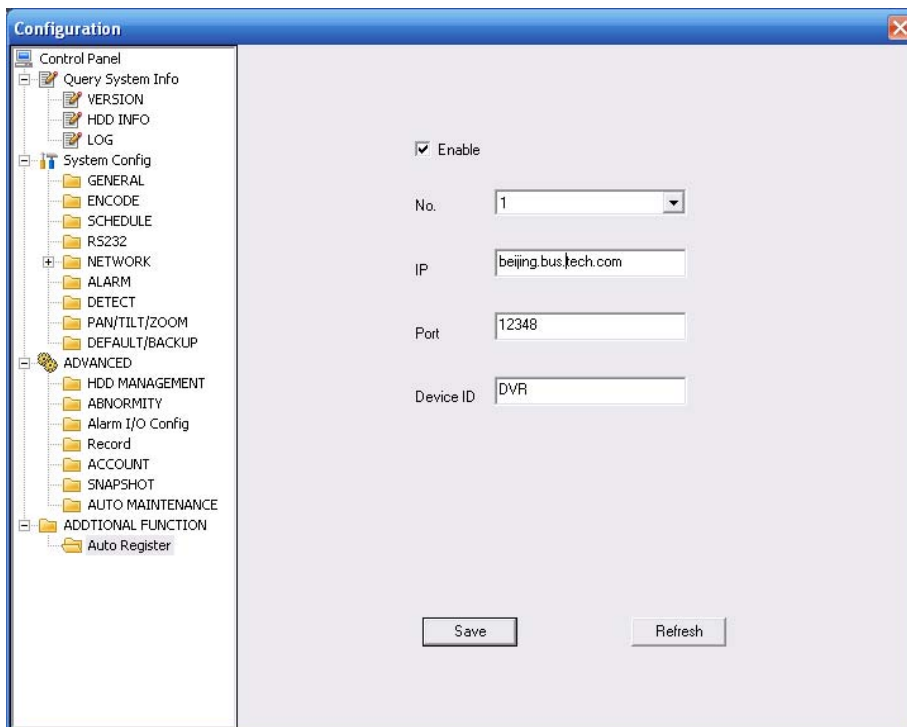 Configuration
Control Panel
Query System Info
VERSION
HDD INFO
LOG
System Config
GENERAL
ENCODE
SCHEDULE
RS232
NETWORK
ALARM
DETECT
PAN/TILT/ZOOM
DEFAULT/BACKUP
ADVANCED
HDD MANAGEMENT
ABNORMITY
Alarm I/O Config
Record
ACCOUNT
SNAPSHOT
AUTO MAINTENANCE
ADDTIONAL FUNCTION
Auto Register
Enable
No. 1
IP beijing.bus.tech.com
Port 12348
Device ID DVR
Save Refresh